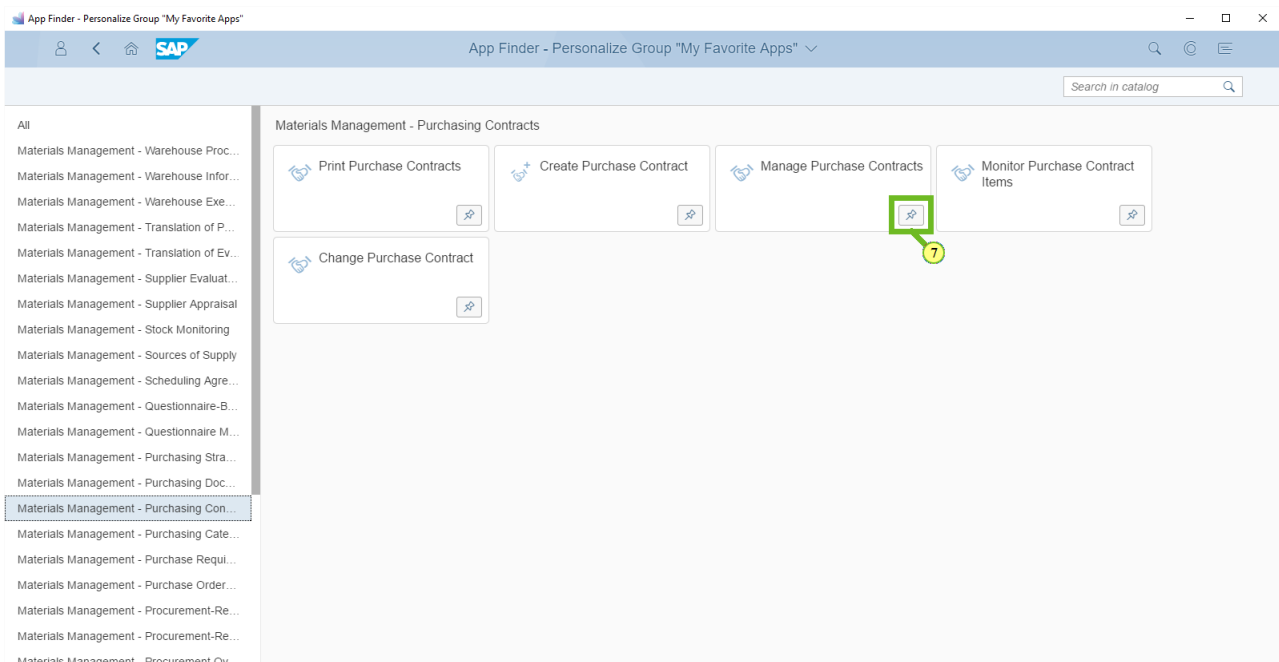 App Finder - Personalize Group "My Favorite Apps"
SAP
App Finder - Personalize Group "My Favorite Apps"
Search in catalog
All
Materials Management - Warehouse Proc...
Materials Management - Warehouse Infor...
Materials Management - Warehouse Exe...
Materials Management - Translation of P...
Materials Management - Translation of Ev...
Materials Management - Supplier Evaluat...
Materials Management - Supplier Appraisal
Materials Management - Stock Monitoring
Materials Management - Sources of Supply
Materials Management - Scheduling Agre...
Materials Management - Questionnaire-B...
Materials Management - Questionnaire M...
Materials Management - Purchasing Stra...
Materials Management - Purchasing Doc...
Materials Management - Purchasing Con...
Materials Management - Purchasing Cate...
Materials Management - Purchase Requi...
Materials Management - Purchase Order...
Materials Management - Procurement-Re...
Materials Management - Procurement-Re...
Materials Management - Procurement Ov...
Materials Management - Purchasing Contracts
Print Purchase Contracts
Create Purchase Contract
Manage Purchase Contracts
Monitor Purchase Contract
Items
7
Change Purchase Contract